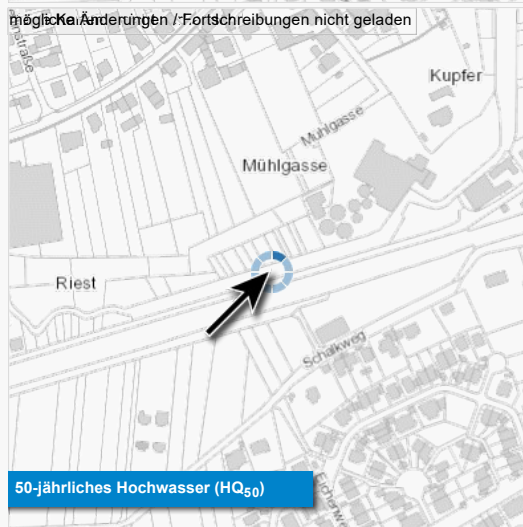 Änderungen / Fortschreibungen nicht geladen
Kupfer
Mühlgasse
Mühlgasse
Riest
Schalkweg
50-jährliches Hochwasser (HQ50)